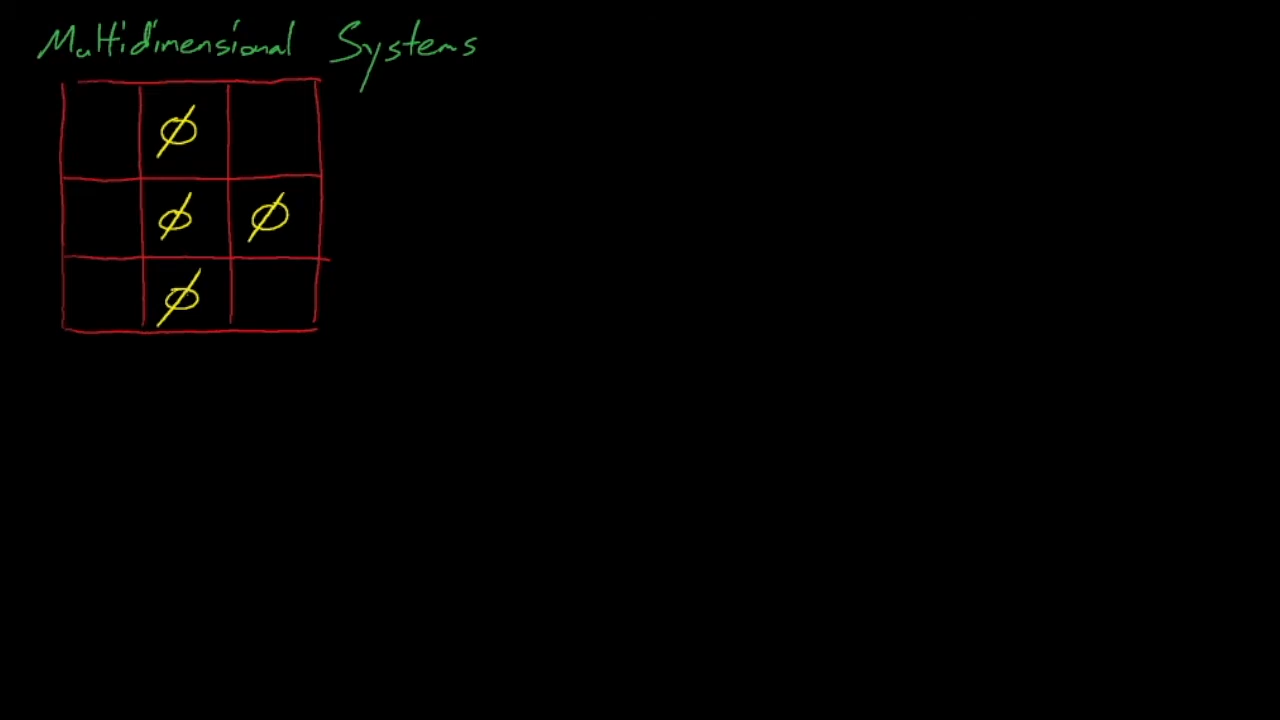 Multidimensional Systems
ϕ
ϕ ϕ
ϕ